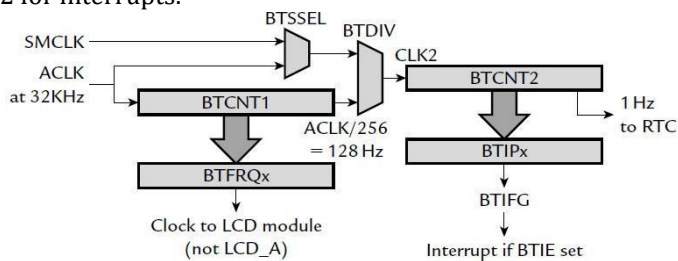 2 for interrupts.
BTSSEL
SMCLK
BTDIV
CLK2
ACLK
at 32KHz
BTCNT1
BTCNT2
ACLK/256
= 128 Hz
1 Hz
to RTC
BTFRQx
BTIPx
BTIFG
Clock to LCD module
(not LCD_A)
Interrupt if BTIE set